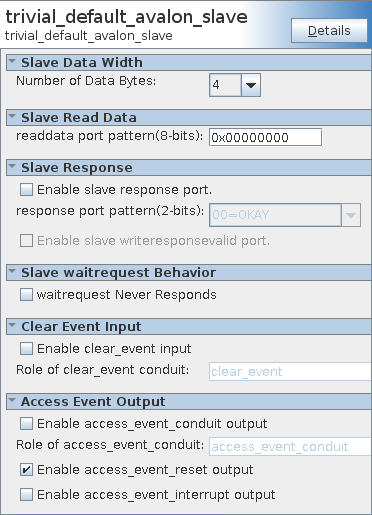 trivial_default_avalon_slave
trivial_default_avalon_slave
Details
Slave Data Width
Number of Data Bytes: 4
Slave Read Data
readdata port pattern(8-bits): 0x00000000
Slave Response
Enable slave response port.
response port pattern(2-bits): 00=OKAY
Enable slave writeresponsevalid port.
Slave waitrequest Behavior
waitrequest Never Responds
Clear Event Input
Enable clear_event input
Role of clear_event conduit: clear_event
Access Event Output
Enable access_event_conduit output
Role of access_event_conduit: access_event_conduit
Enable access_event_reset output
Enable access_event_interrupt output